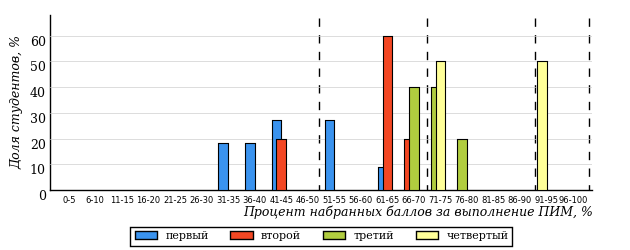 Доля студентов, %
60
50
40
30
20
10
0
0-5 6-10 11-15 16-20 21-25 26-30 31-35 36-40 41-45 46-50 51-55 56-60 61-65 66-70 71-75 76-80 81-85 86-90 91-95 96-100
Процент набранных баллов за выполнение ПИМ, %
первый второй третий четвертый